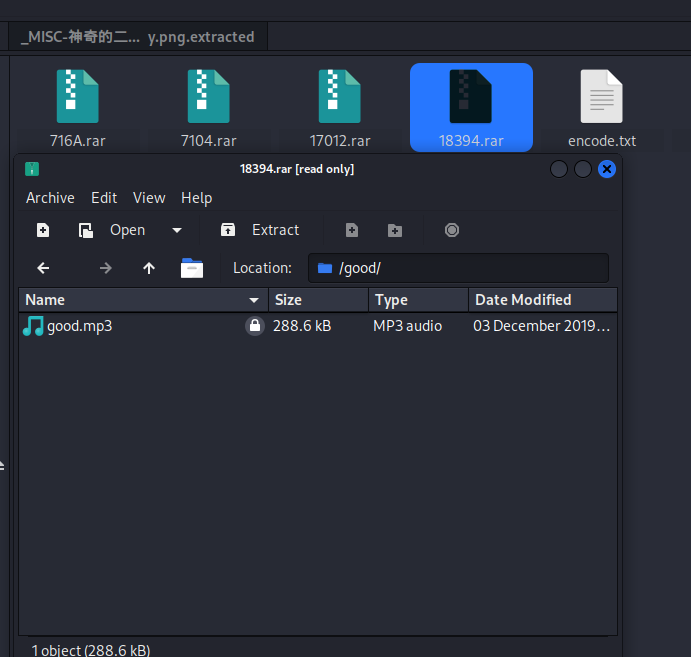 _MISC-神奇的二... y.png.extracted
716A.rar 7104.rar 17012.rar 18394.rar encode.txt
18394.rar [read only]
Archive Edit View Help
Open Extract
Location: /good/
Name Size Type Date Modified
good.mp3 288.6 kB MP3 audio 03 December 2019...
1 object (288.6 kB)